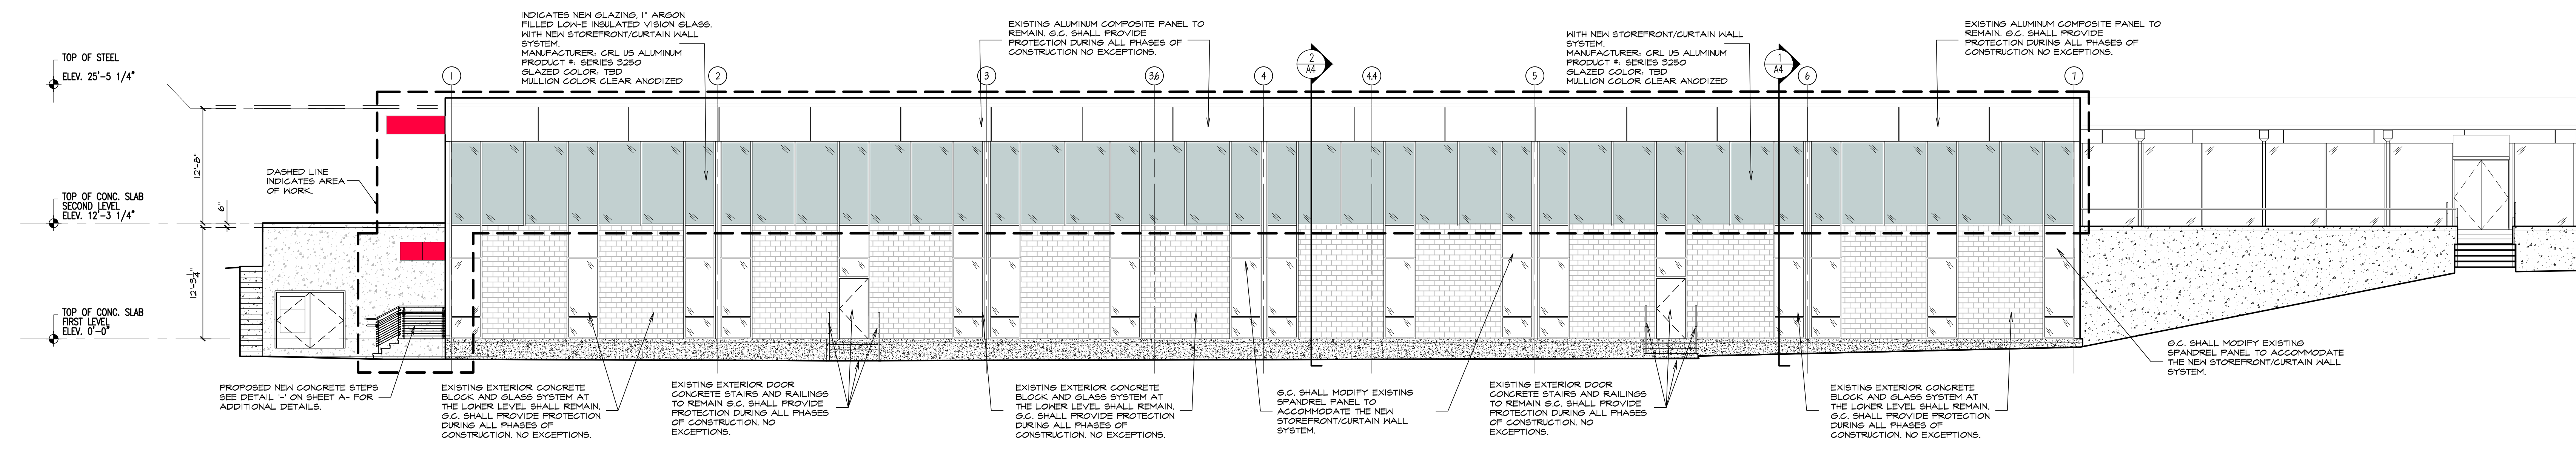 TOP OF STEEL
ELEV. 25'-5 1/4"
TOP OF CONC. SLAB
SECOND LEVEL
ELEV. 12'-3 1/4"
TOP OF CONC. SLAB
FIRST LEVEL
ELEV. 0'-0"
12'-8"
6"
12'-3 1/4"
DASHED LINE
INDICATES AREA
OF WORK.
INDICATES NEW GLAZING, 1" ARGON
FILLED LOW-E INSULATED VISION GLASS.
WITH NEW STOREFRONT/CURTAIN WALL
SYSTEM.
MANUFACTURER: CRL US ALUMINUM
PRODUCT #: SERIES 3250
GLAZED COLOR: TBD
MULLION COLOR CLEAR ANODIZED
EXISTING ALUMINUM COMPOSITE PANEL TO
REMAIN. G.C. SHALL PROVIDE
PROTECTION DURING ALL PHASES OF
CONSTRUCTION NO EXCEPTIONS.
WITH NEW STOREFRONT/CURTAIN WALL
SYSTEM.
MANUFACTURER: CRL US ALUMINUM
PRODUCT #: SERIES 3250
GLAZED COLOR: TBD
MULLION COLOR CLEAR ANODIZED
EXISTING ALUMINUM COMPOSITE PANEL TO
REMAIN. G.C. SHALL PROVIDE
PROTECTION DURING ALL PHASES OF
CONSTRUCTION NO EXCEPTIONS.
1
2
3
3.6
4
2
A4
4.4
5
1
A4
6
7
PROPOSED NEW CONCRETE STEPS
SEE DETAIL '-' ON SHEET A- FOR
ADDITIONAL DETAILS.
EXISTING EXTERIOR CONCRETE
BLOCK AND GLASS SYSTEM AT
THE LOWER LEVEL SHALL REMAIN.
G.C. SHALL PROVIDE PROTECTION
DURING ALL PHASES OF
CONSTRUCTION. NO EXCEPTIONS.
EXISTING EXTERIOR DOOR
CONCRETE STAIRS AND RAILINGS
TO REMAIN G.C. SHALL PROVIDE
PROTECTION DURING ALL PHASES
OF CONSTRUCTION. NO
EXCEPTIONS.
EXISTING EXTERIOR CONCRETE
BLOCK AND GLASS SYSTEM AT
THE LOWER LEVEL SHALL REMAIN.
G.C. SHALL PROVIDE PROTECTION
DURING ALL PHASES OF
CONSTRUCTION. NO EXCEPTIONS.
G.C. SHALL MODIFY EXISTING
SPANDREL PANEL TO
ACCOMMODATE THE NEW
STOREFRONT/CURTAIN WALL
SYSTEM.
EXISTING EXTERIOR DOOR
CONCRETE STAIRS AND RAILINGS
TO REMAIN G.C. SHALL PROVIDE
PROTECTION DURING ALL PHASES
OF CONSTRUCTION. NO
EXCEPTIONS.
EXISTING EXTERIOR CONCRETE
BLOCK AND GLASS SYSTEM AT
THE LOWER LEVEL SHALL REMAIN.
G.C. SHALL PROVIDE PROTECTION
DURING ALL PHASES OF
CONSTRUCTION. NO EXCEPTIONS.
G.C. SHALL MODIFY EXISTING
SPANDREL PANEL TO ACCOMMODATE
THE NEW STOREFRONT/CURTAIN WALL
SYSTEM.